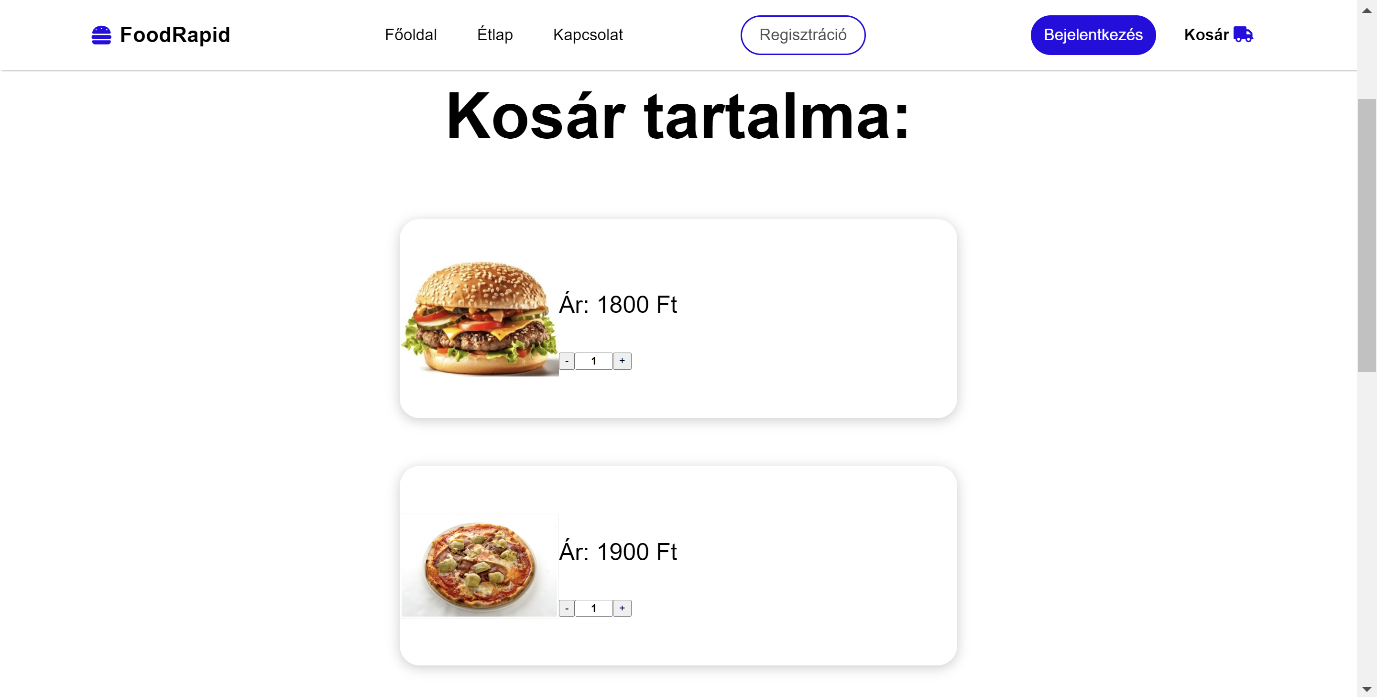 FoodRapid Főoldal Étlap Kapcsolat Regisztráció Bejelentkezés Kosár
Kosár tartalma:
Ár: 1800 Ft
- 1 +
Ár: 1900 Ft
- 1 +